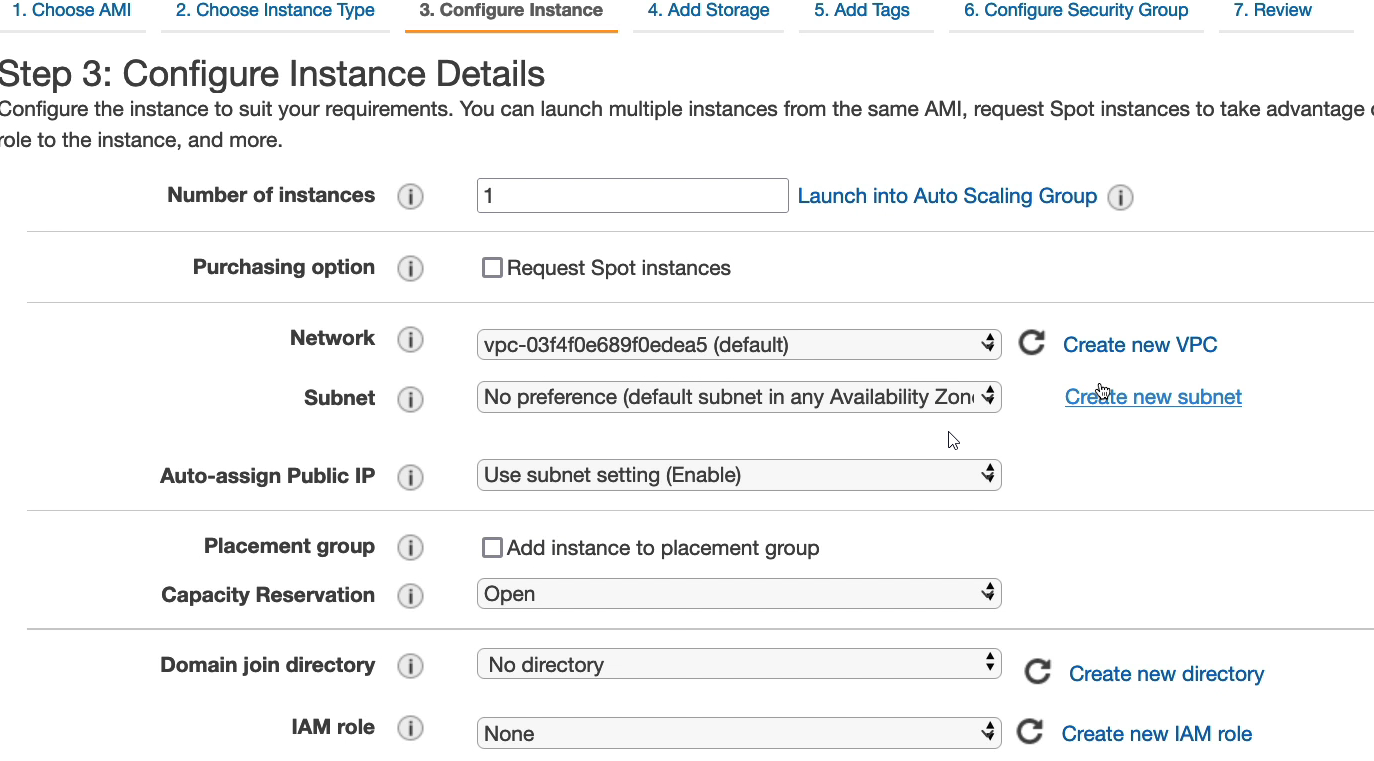 1. Choose AMI 2. Choose Instance Type 3. Configure Instance 4. Add Storage 5. Add Tags 6. Configure Security Group 7. Review
Step 3: Configure Instance Details
Configure the instance to suit your requirements. You can launch multiple instances from the same AMI, request Spot instances to take advantage
role to the instance, and more.
Number of instances i 1 Launch into Auto Scaling Group i
Purchasing option i Request Spot instances
Network i vpc-03f4f0e689f0edea5 (default) Create new VPC
Subnet i No preference (default subnet in any Availability Zon Create new subnet
Auto-assign Public IP i Use subnet setting (Enable)
Placement group i Add instance to placement group
Capacity Reservation i Open
Domain join directory i No directory Create new directory
IAM role i None Create new IAM role